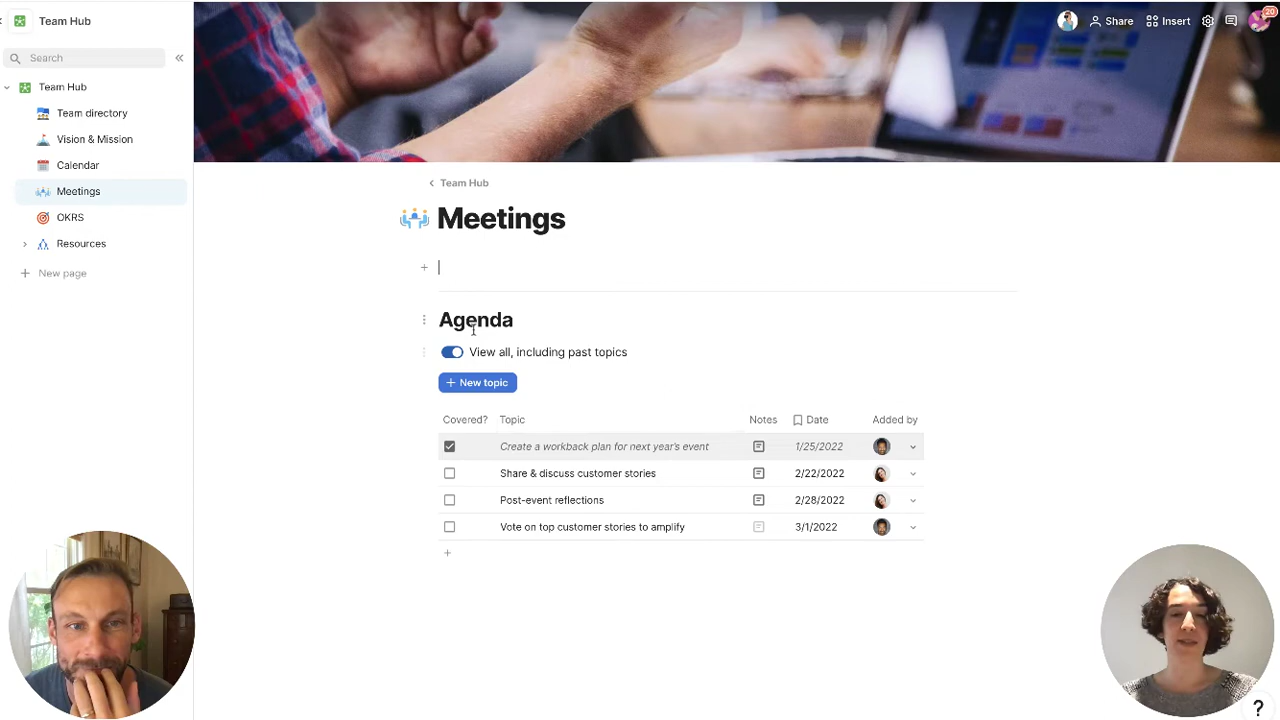 Team Hub
Share
Insert
20
Search
Team Hub
Team directory
Vision & Mission
Calendar
Meetings
OKRS
Resources
New page
Team Hub
Meetings
Agenda
View all, including past topics
New topic
Covered? Topic Notes Date Added by
Create a workback plan for next year's event 1/25/2022
Share & discuss customer stories 2/22/2022
Post-event reflections 2/28/2022
Vote on top customer stories to amplify 3/1/2022
?